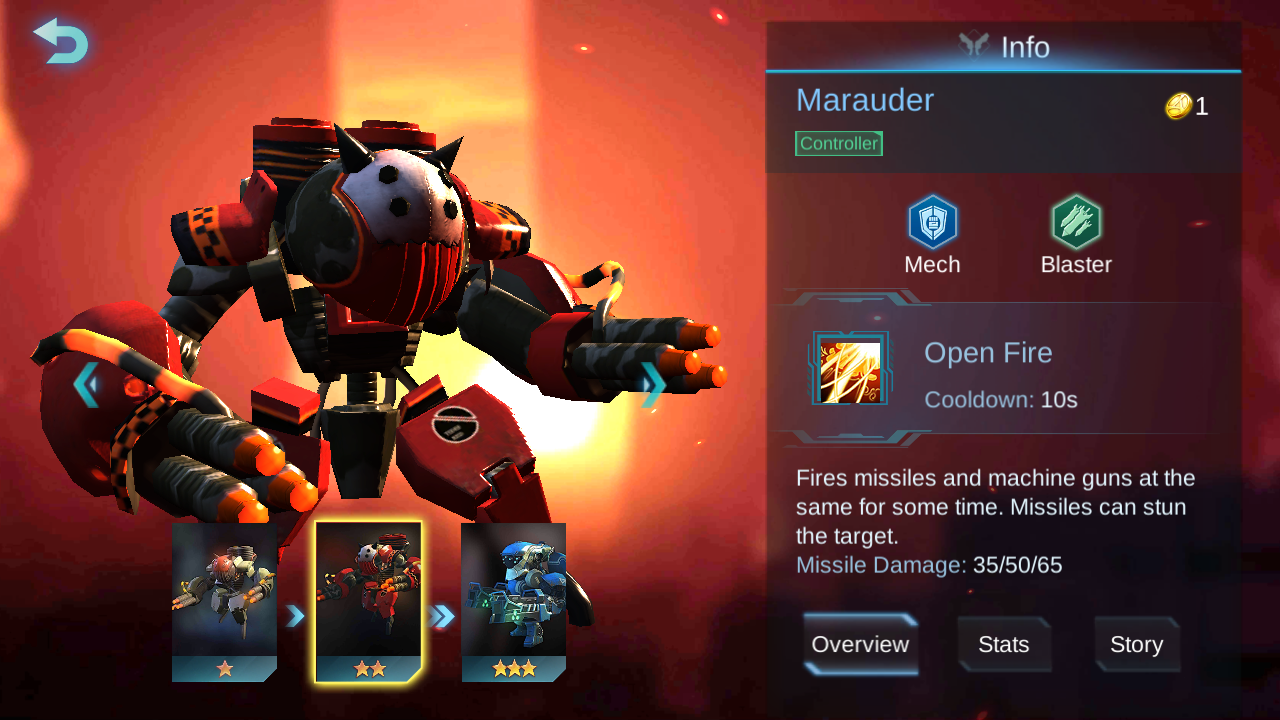 Info
Marauder
1
Controller
Mech
Blaster
Open Fire
Cooldown: 10s
Fires missiles and machine guns at the
same for some time. Missiles can stun
the target.
Missile Damage: 35/50/65
Overview
Stats
Story